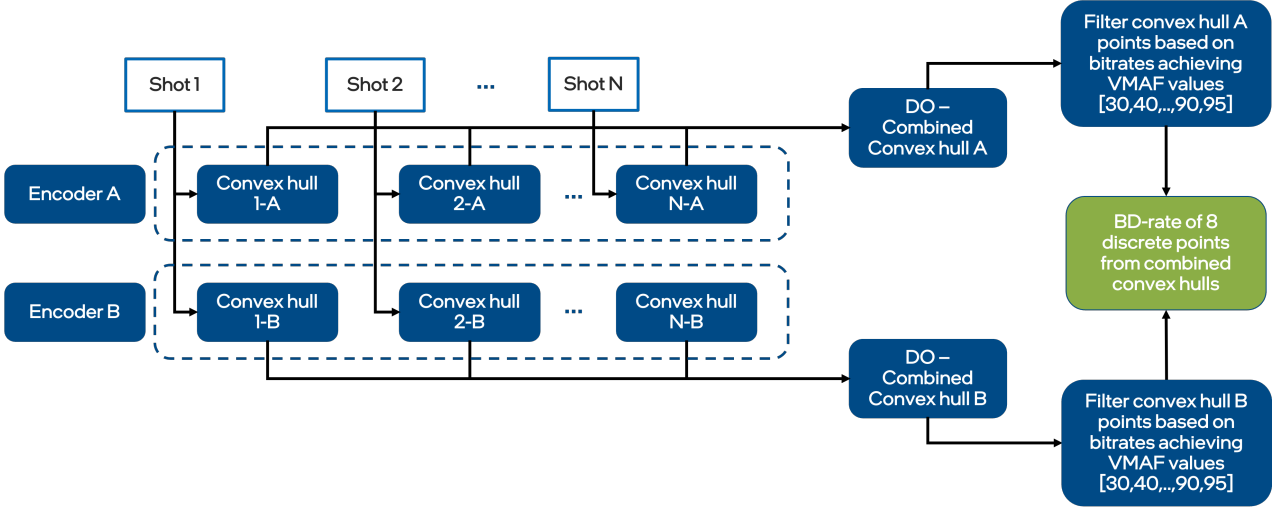 Shot 1
Shot 2
...
Shot N
Encoder A
Convex hull
1-A
Convex hull
2-A
...
Convex hull
N-A
Encoder B
Convex hull
1-B
Convex hull
2-B
...
Convex hull
N-B
DO –
Combined
Convex hull A
DO –
Combined
Convex hull B
Filter convex hull A
points based on
bitrates achieving
VMAF values
[30,40,..,90,95]
BD-rate of 8
discrete points
from combined
convex hulls
Filter convex hull B
points based on
bitrates achieving
VMAF values
[30,40,..,90,95]